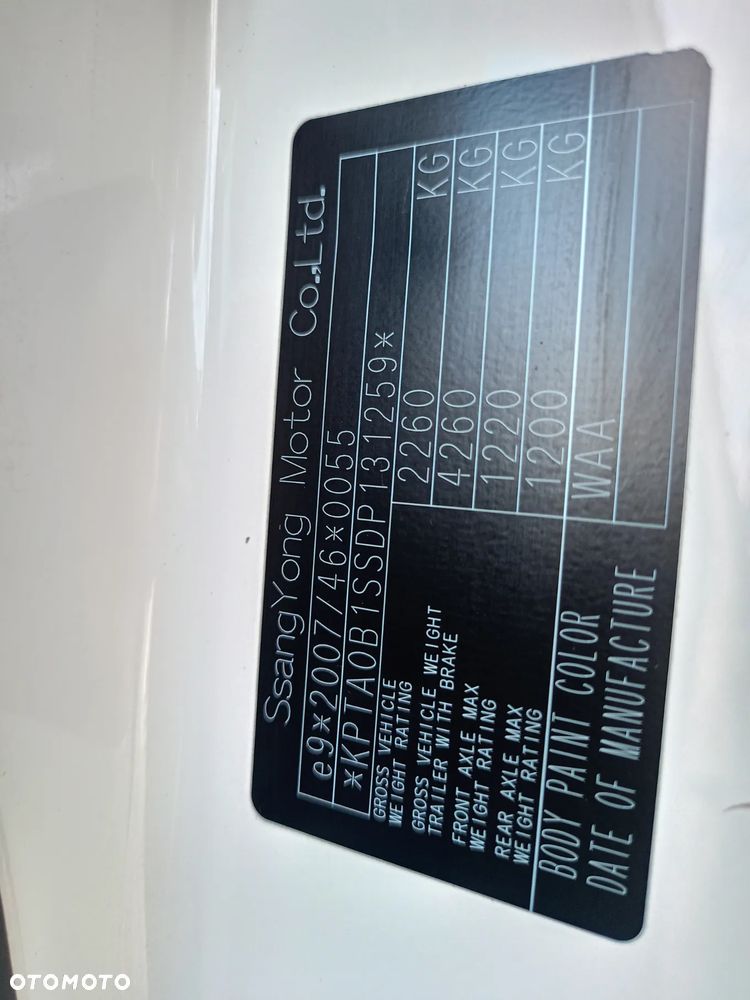 SsangYong Motor Co.,Ltd.
e9*2007/46*0055
*KPTA0B1SSDP131259*
GROSS VEHICLE
WEIGHT RATING 2260 KG
GROSS VEHICLE WEIGHT
TRAILER WITH BRAKE 4260 KG
FRONT AXLE MAX
WEIGHT RATING 1220 KG
REAR AXLE MAX
WEIGHT RATING 1200 KG
BODY PAINT COLOR WAA
DATE OF MANUFACTURE
OTOMOTO